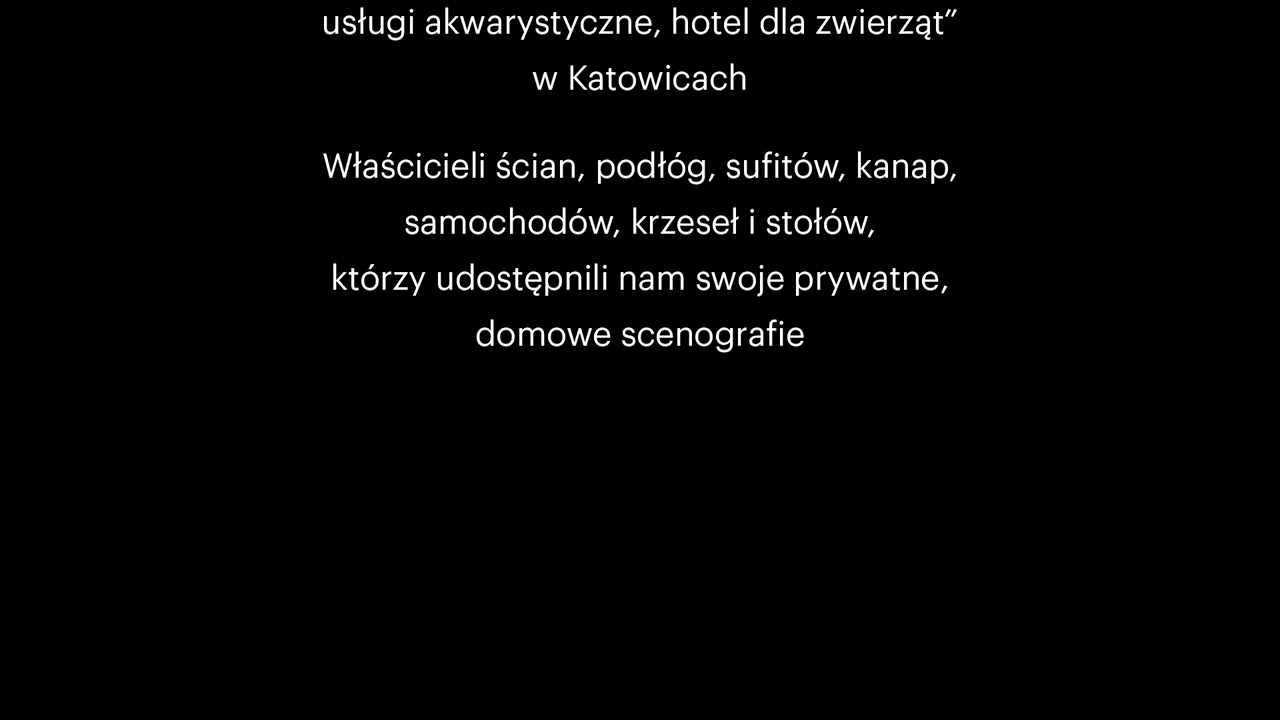 usługi akwarystyczne, hotel dla zwierząt”
w Katowicach
Właścicieli ścian, podłóg, sufitów, kanap,
samochodów, krzeseł i stołów,
którzy udostępnili nam swoje prywatne,
domowe scenografie